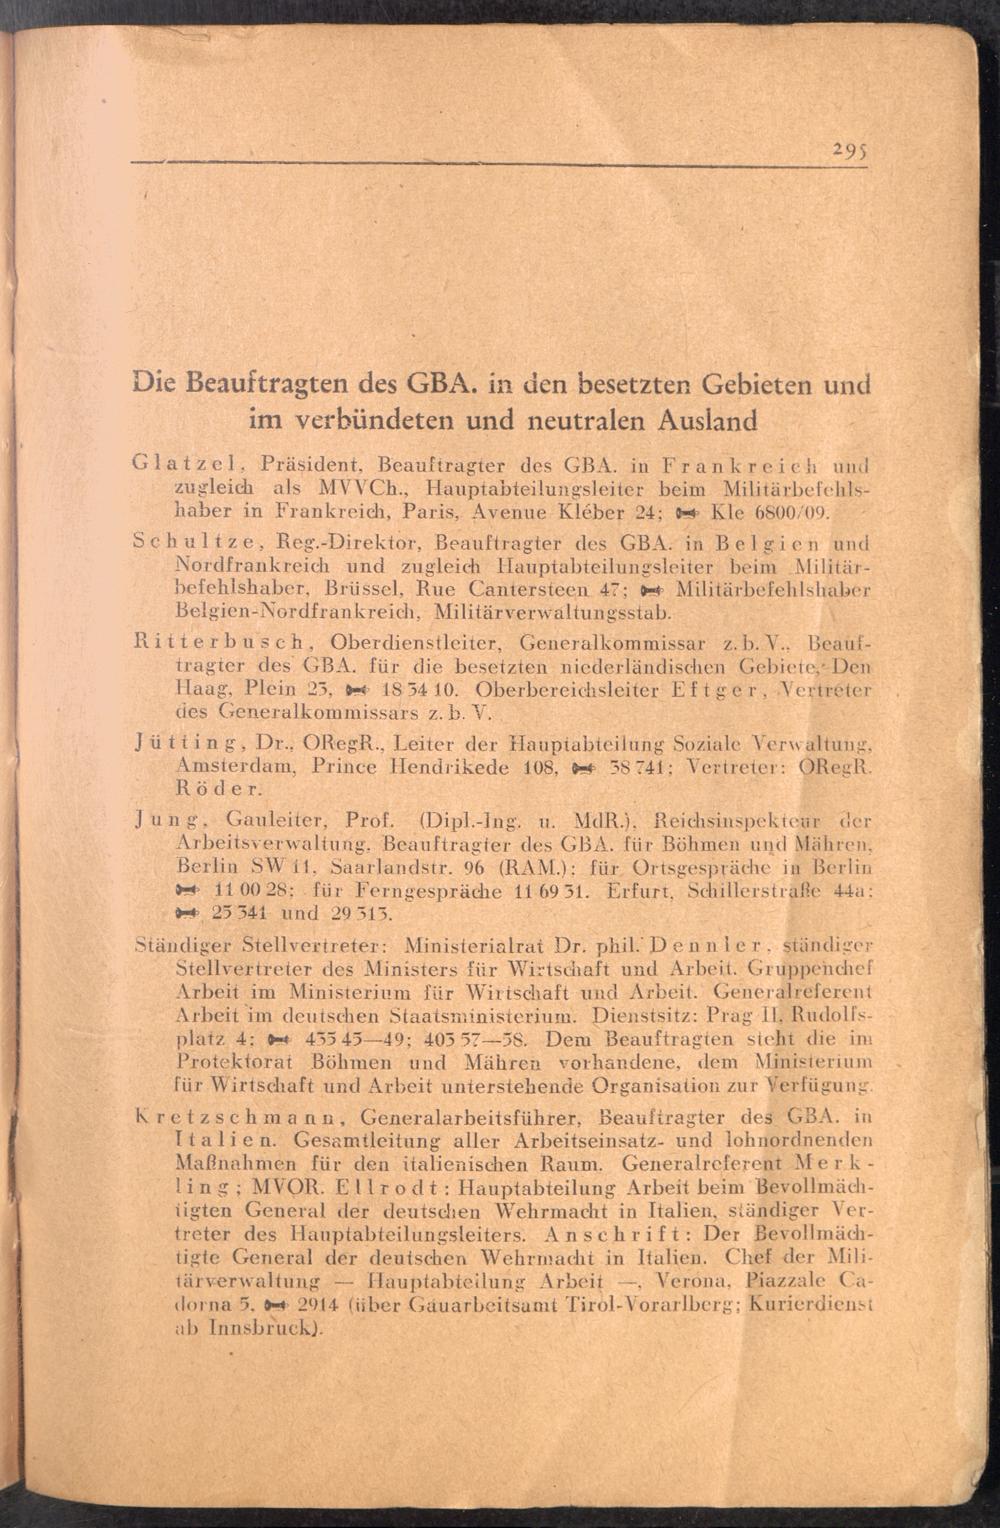 295
Die Beauftragten des GBA. in den besetzten Gebieten und
im verbündeten und neutralen Ausland
Glatzel, Präsident, Beauftragter des GBA. in Frankreich und
zugleich als MVVCh., Hauptabteilungsleiter beim Militärbefehls-
haber in Frankreich, Paris, Avenue Kléber 24; Kle 6800/09.
Schultze, Reg.-Direktor, Beauftragter des GBA. in Belgien und
Nordfrankreich und zugleich Hauptabteilungsleiter beim Militär-
befehlshaber, Brüssel, Rue Cantersteen 47; Militärbefehlshaber
Belgien-Nordfrankreich, Militärverwaltungsstab.
Ritterbusch, Oberdienstleiter, Generalkommissar z. b. V., Beauf-
tragter des GBA. für die besetzten niederländischen Gebiete, Den
Haag, Plein 23, 18 34 10. Oberbereichsleiter Eftger, Vertreter
des Generalkommissars z. b. V.
Jütting, Dr., ORegR., Leiter der Hauptabteilung Soziale Verwaltung,
Amsterdam, Prince Hendrikede 108, 38 741; Vertreter: ORegR.
Röder.
Jung, Gauleiter, Prof. (Dipl.-Ing. u. MdR.), Reichsinspekteur der
Arbeitsverwaltung, Beauftragter des GBA. für Böhmen und Mähren,
Berlin SW 11, Saarlandstr. 96 (RAM.); für Ortsgespräche in Berlin
11 00 28; für Ferngespräche 11 69 31. Erfurt, Schillerstraße 44a;
23 341 und 29 313.
Ständiger Stellvertreter: Ministerialrat Dr. phil. Dennler, ständiger
Stellvertreter des Ministers für Wirtschaft und Arbeit. Gruppenchef
Arbeit im Ministerium für Wirtschaft und Arbeit. Generalreferent
Arbeit im deutschen Staatsministerium. Dienstsitz: Prag II, Rudolfs-
platz 4; 433 45—49; 403 57—58. Dem Beauftragten steht die im
Protektorat Böhmen und Mähren vorhandene, dem Ministerium
für Wirtschaft und Arbeit unterstehende Organisation zur Verfügung.
Kretzschmann, Generalarbeitsführer, Beauftragter des GBA. in
Italien. Gesamtleitung aller Arbeitseinsatz- und lohnordnenden
Maßnahmen für den italienischen Raum. Generalreferent Merk-
ling; MVOR. Ellrodt: Hauptabteilung Arbeit beim Bevollmäch-
tigten General der deutschen Wehrmacht in Italien, ständiger Ver-
treter des Hauptabteilungsleiters. Anschrift: Der Bevollmäch-
tigte General der deutschen Wehrmacht in Italien. Chef der Mili-
tärverwaltung — Hauptabteilung Arbeit —, Verona, Piazzale Ca-
dorna 5, 2914 (über Gauarbeitsamt Tirol-Vorarlberg; Kurierdienst
ab Innsbruck).